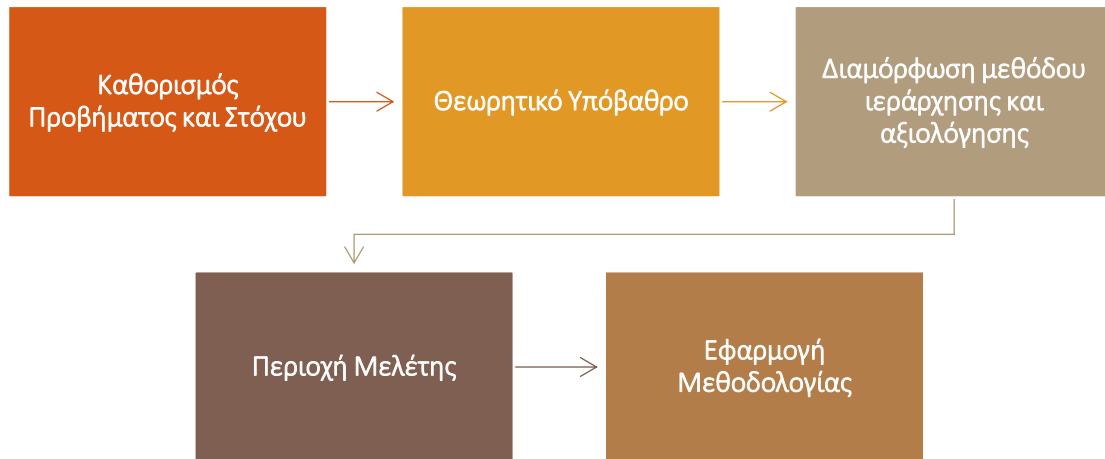 Καθορισμός
Προβήματος και Στόχου
Θεωρητικό Υπόβαθρο
Διαμόρφωση μεθόδου
ιεράρχησης και
αξιολόγησης
Περιοχή Μελέτης
Εφαρμογή
Μεθοδολογίας